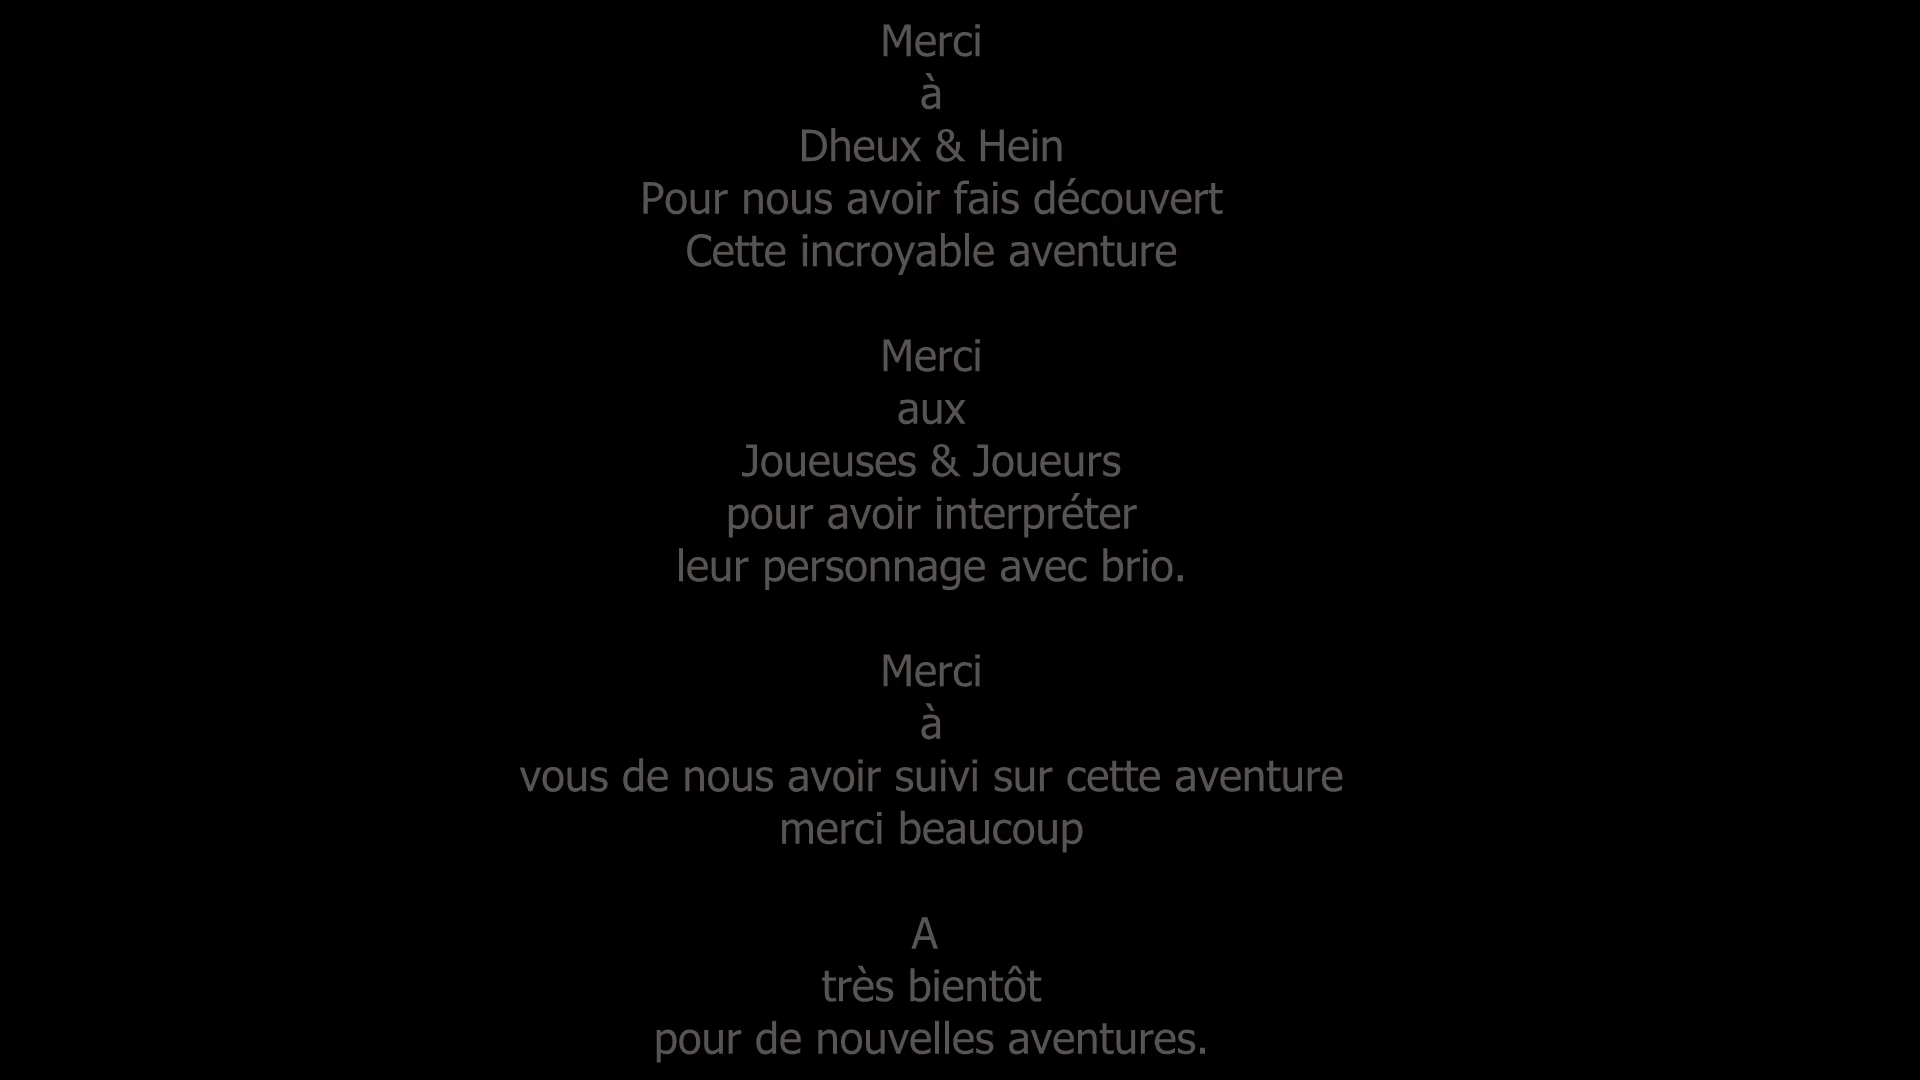 Merci
à
Dheux & Hein
Pour nous avoir fais découvert
Cette incroyable aventure
Merci
aux
Joueuses & Joueurs
pour avoir interpréter
leur personnage avec brio.
Merci
à
vous de nous avoir suivi sur cette aventure
merci beaucoup
A
très bientôt
pour de nouvelles aventures.